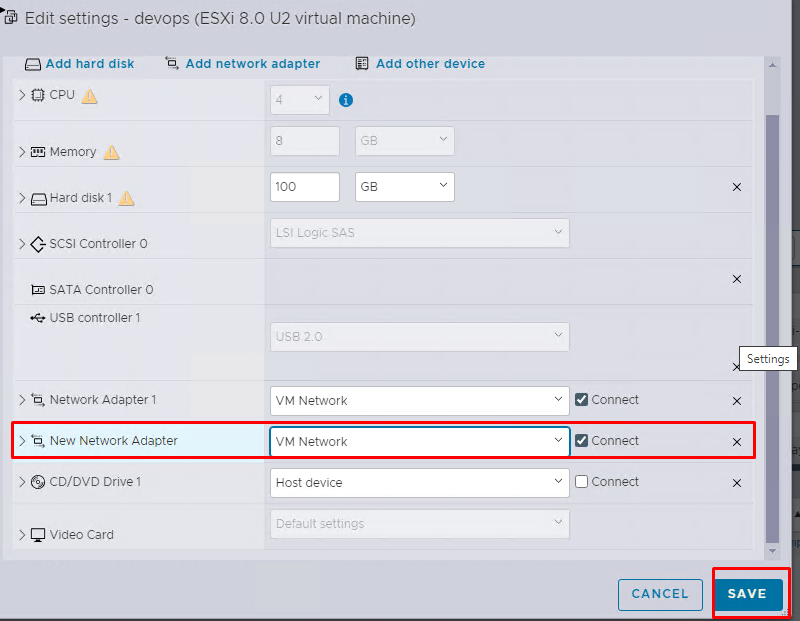 Edit settings - devops (ESXi 8.0 U2 virtual machine)
Add hard disk Add network adapter Add other device
CPU 4
Memory 8 GB
Hard disk 1 100 GB
SCSI Controller 0 LSI Logic SAS
SATA Controller 0
USB controller 1 USB 2.0
Settings
Network Adapter 1 VM Network Connect
New Network Adapter VM Network Connect
CD/DVD Drive 1 Host device Connect
Video Card Default settings
CANCEL SAVE